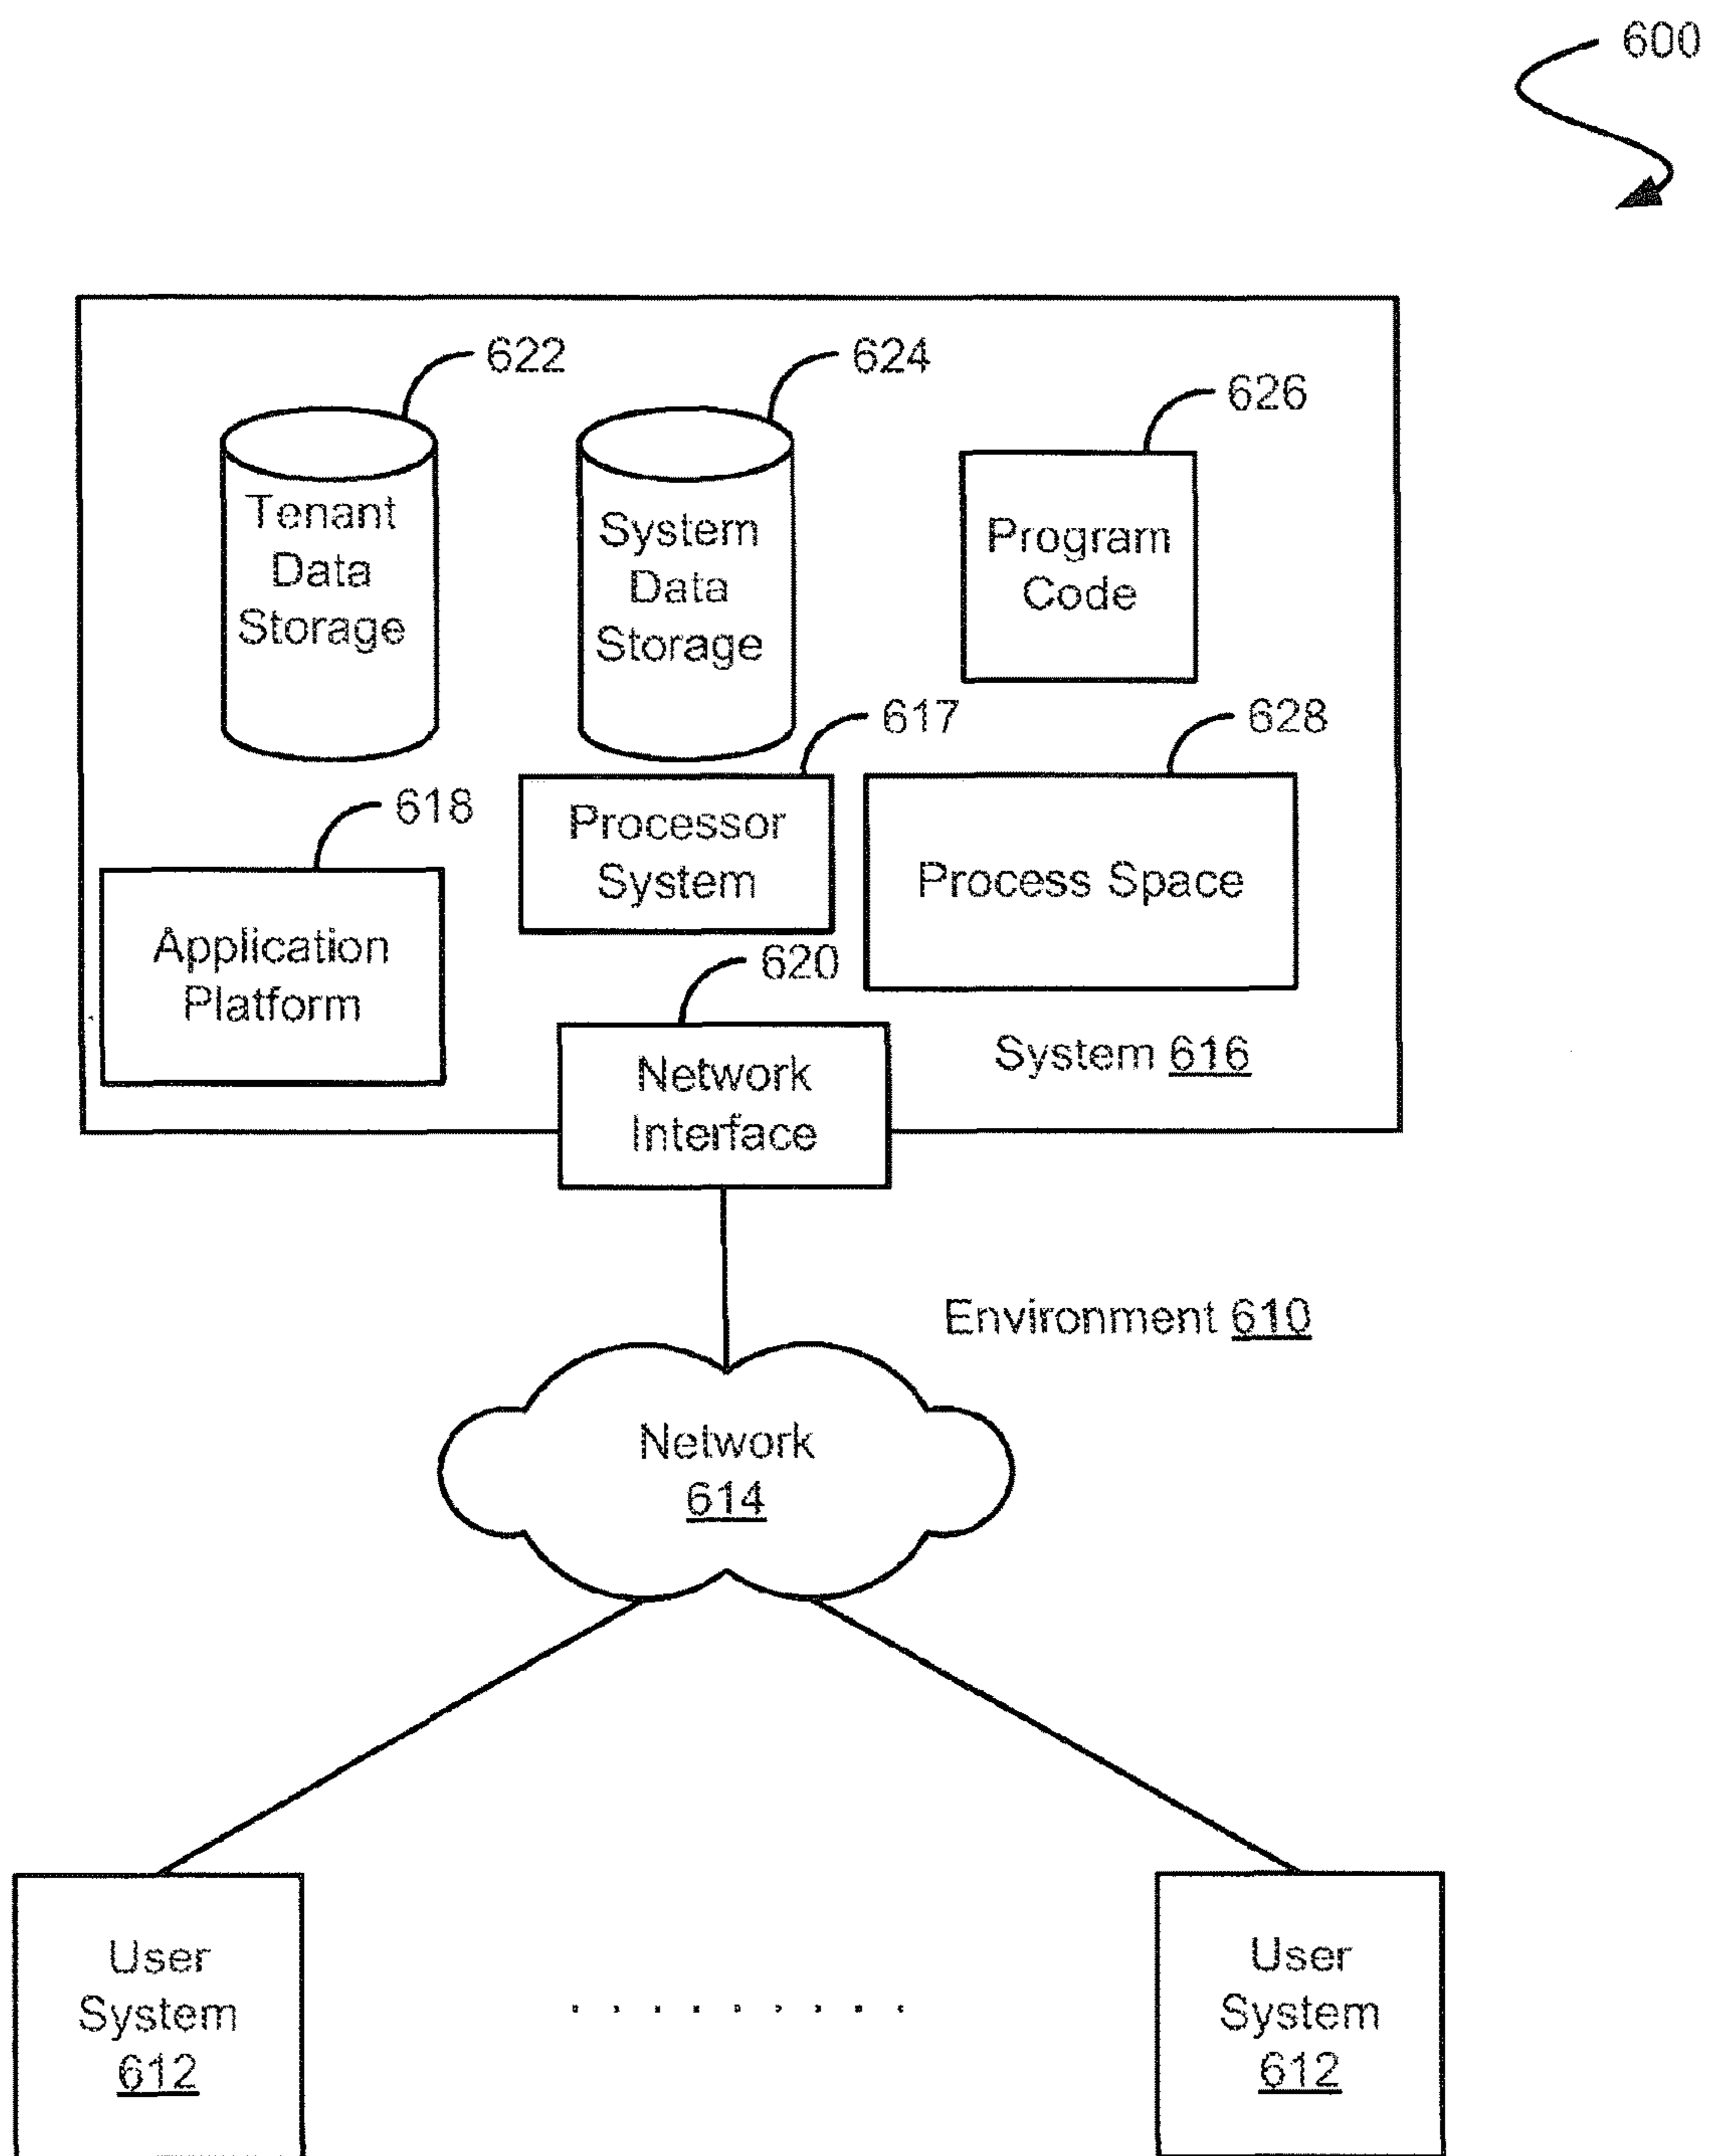 600
622
624
626
Tenant
Data
Storage
System
Data
Storage
Program
Code
617
628
618
Processor
System
Process Space
Application
Platform
620
Network
Interface
System 616
Environment 610
Network
614
User
System
612
User
System
612